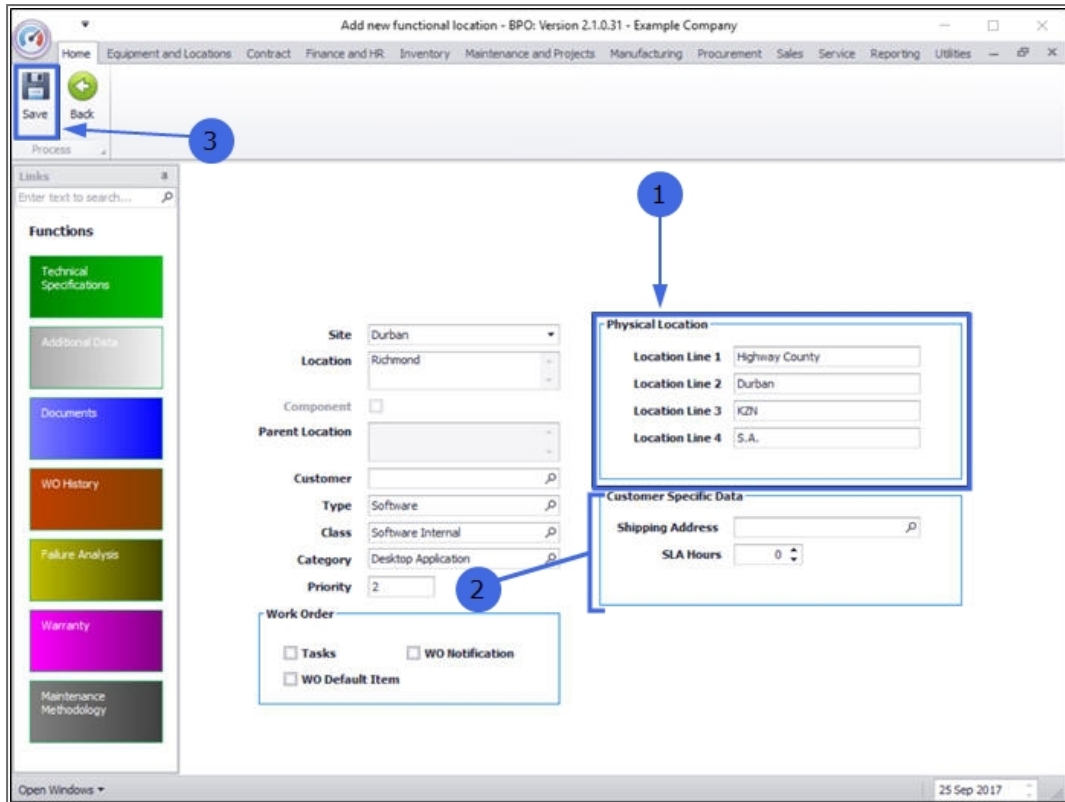 Add new functional location - BPO: Version 2.1.0.31 - Example Company
Home Equipment and Locations Contract Finance and HR Inventory Maintenance and Projects Manufacturing Procurement Sales Service Reporting Utilities
Save Back
3
Process
Links
Enter text to search...
1
Functions
Technical
Specifications
Additional Data
Documents
WO History
Failure Analysis
Warranty
Maintenance
Methodology
Site Durban
Location Richmond
Component
Parent Location
Customer
Type Software
Class Software Internal
Category Desktop Application
Priority 2
2
Work Order
Tasks WO Notification
WO Default Item
Physical Location
Location Line 1 Highway County
Location Line 2 Durban
Location Line 3 KZN
Location Line 4 S.A.
Customer Specific Data
Shipping Address
SLA Hours 0
Open Windows 25 Sep 2017